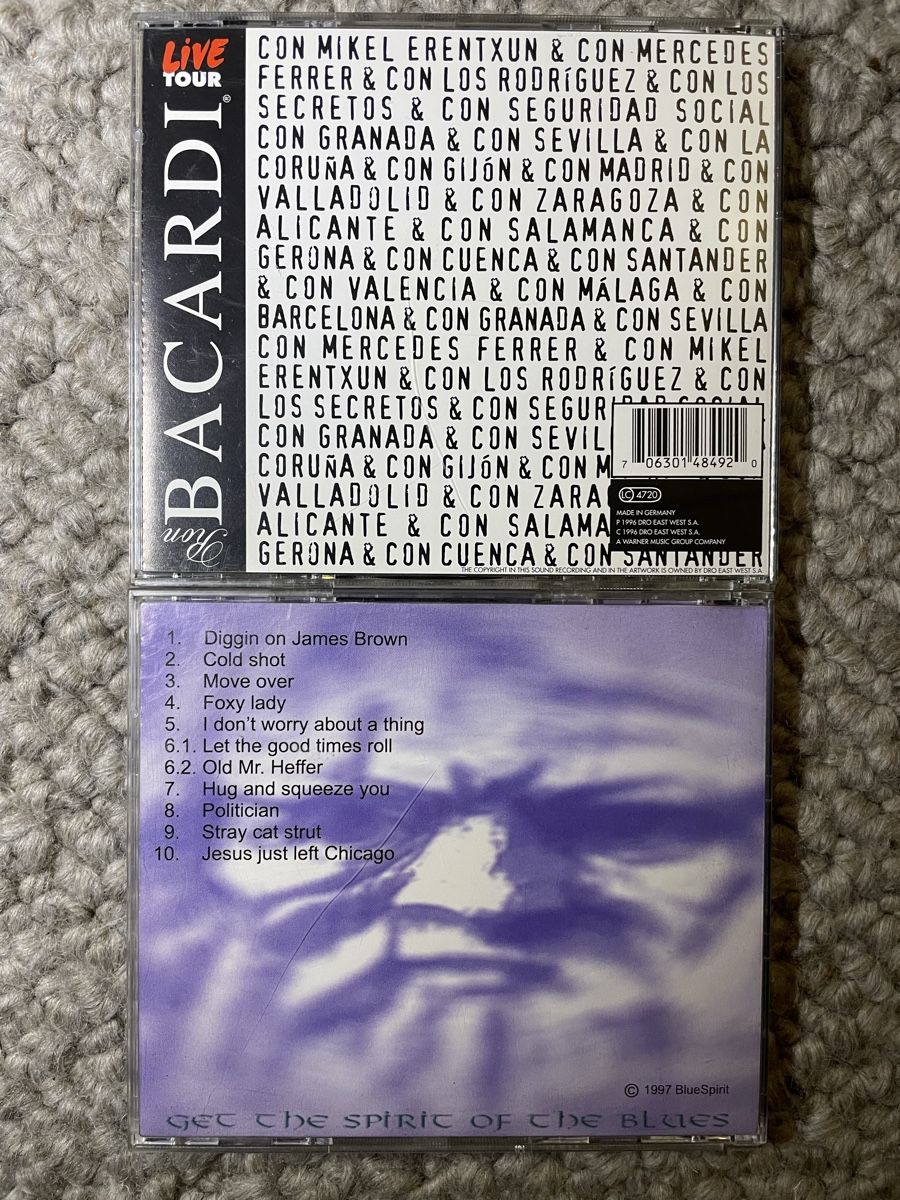 LiVE
TOUR
Ron BACARDI®
CON MIKEL ERENTXUN & CON MERCEDES
FERRER & CON LOS RODRÍGUEZ & CON LOS
SECRETOS & CON SEGURIDAD SOCIAL
CON GRANADA & CON SEVILLA & CON LA
CORUÑA & CON GIJÓN & CON MADRID & CON
VALLADOLID & CON ZARAGOZA & CON
ALICANTE & CON SALAMANCA & CON
GERONA & CON CUENCA & CON SANTANDER
& CON VALENCIA & CON MÁLAGA & CON
BARCELONA & CON GRANADA & CON SEVILLA
CON MERCEDES FERRER & CON MIKEL
ERENTXUN & CON LOS RODRÍGUEZ & CON
LOS SECRETOS & CON SEGURIDAD SOCIAL
CON GRANADA & CON SEVILL
CORUÑA & CON GIJÓN & CON M
VALLADOLID & CON ZARA
ALICANTE & CON SALAMA
GERONA & CON CUENCA & CON SANTANDER
7 06301 48492 0
LC 4720
MADE IN GERMANY
P 1996 DRO EAST WEST S.A.
C 1996 DRO EAST WEST S.A.
A WARNER MUSIC GROUP COMPANY
THE COPYRIGHT IN THIS SOUND RECORDING AND IN THE ARTWORK IS OWNED BY DRO EAST WEST S.A.
1. Diggin on James Brown
2. Cold shot
3. Move over
4. Foxy lady
5. I don't worry about a thing
6.1. Let the good times roll
6.2. Old Mr. Heffer
7. Hug and squeeze you
8. Politician
9. Stray cat strut
10. Jesus just left Chicago
© 1997 BlueSpirit
GET THE SPIRIT OF THE BLUES